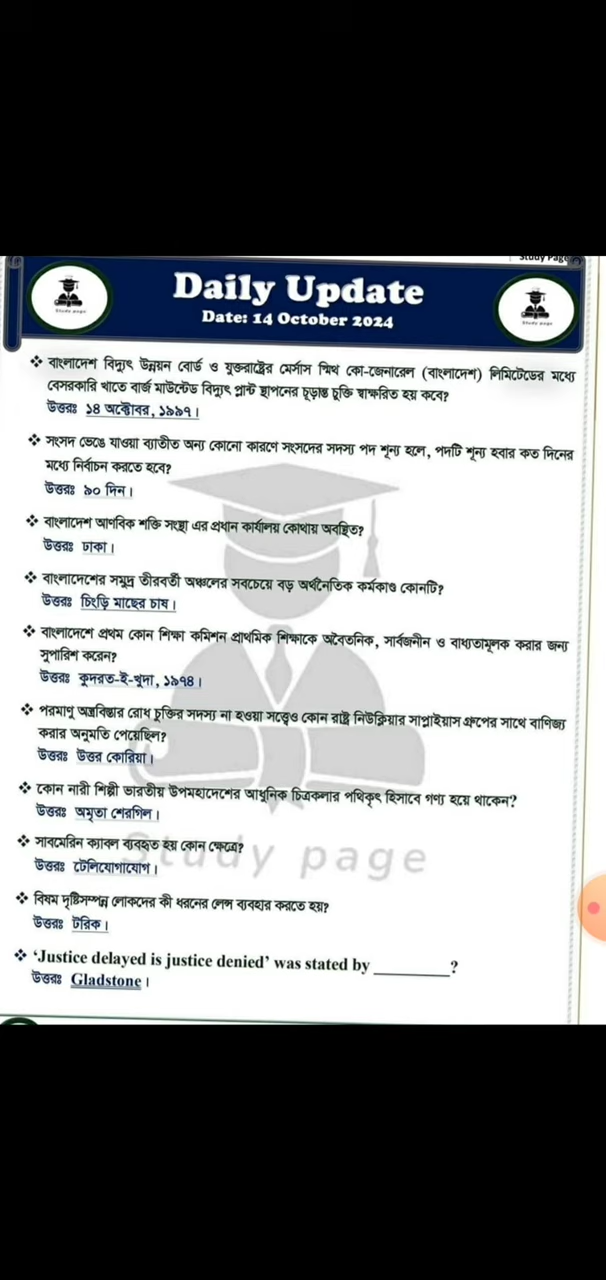 Study Page
Daily Update
Date: 14 October 2024
Study page
Study page
❖ বাংলাদেশ বিদ্যুৎ উন্নয়ন বোর্ড ও যুক্তরাষ্ট্রের মের্সাস স্মিথ কো-জেনারেল (বাংলাদেশ) লিমিটেডের মধ্যে
বেসরকারি খাতে বার্জ মাউন্টেড বিদ্যুৎ প্লান্ট স্থাপনের চূড়ান্ত চুক্তি স্বাক্ষরিত হয় কবে?
উত্তরঃ ১৪ অক্টোবর, ১৯৯৭।
❖ সংসদ ভেঙে যাওয়া ব্যাতীত অন্য কোনো কারণে সংসদের সদস্য পদ শূন্য হলে, পদটি শূন্য হবার কত দিনের
মধ্যে নির্বাচন করতে হবে?
উত্তরঃ ৯০ দিন।
❖ বাংলাদেশ আণবিক শক্তি সংস্থা এর প্রধান কার্যালয় কোথায় অবস্থিত?
উত্তরঃ ঢাকা।
❖ বাংলাদেশের সমুদ্র তীরবর্তী অঞ্চলের সবচেয়ে বড় অর্থনৈতিক কর্মকাণ্ড কোনটি?
উত্তরঃ চিংড়ি মাছের চাষ।
❖ বাংলাদেশে প্রথম কোন শিক্ষা কমিশন প্রাথমিক শিক্ষাকে অবৈতনিক, সার্বজনীন ও বাধ্যতামূলক করার জন্য
সুপারিশ করেন?
উত্তরঃ কুদরত-ই-খুদা, ১৯৭৪।
❖ পরমাণু অস্ত্রবিস্তার রোধ চুক্তির সদস্য না হওয়া সত্ত্বেও কোন রাষ্ট্র নিউক্লিয়ার সাপ্লাইয়াস গ্রুপের সাথে বাণিজ্য
করার অনুমতি পেয়েছিল?
উত্তরঃ উত্তর কোরিয়া।
❖ কোন নারী শিল্পী ভারতীয় উপমহাদেশের আধুনিক চিত্রকলার পথিকৃৎ হিসাবে গণ্য হয়ে থাকেন?
উত্তরঃ অমৃতা শেরগিল।
❖ সাবমেরিন ক্যাবল ব্যবহৃত হয় কোন ক্ষেত্রে?
Study page
উত্তরঃ টেলিযোগাযোগ।
❖ বিষম দৃষ্টিসম্পন্ন লোকদের কী ধরনের লেন্স ব্যবহার করতে হয়?
উত্তরঃ টরিক।
❖ ‘Justice delayed is justice denied’ was stated by ________?
উত্তরঃ Gladstone।